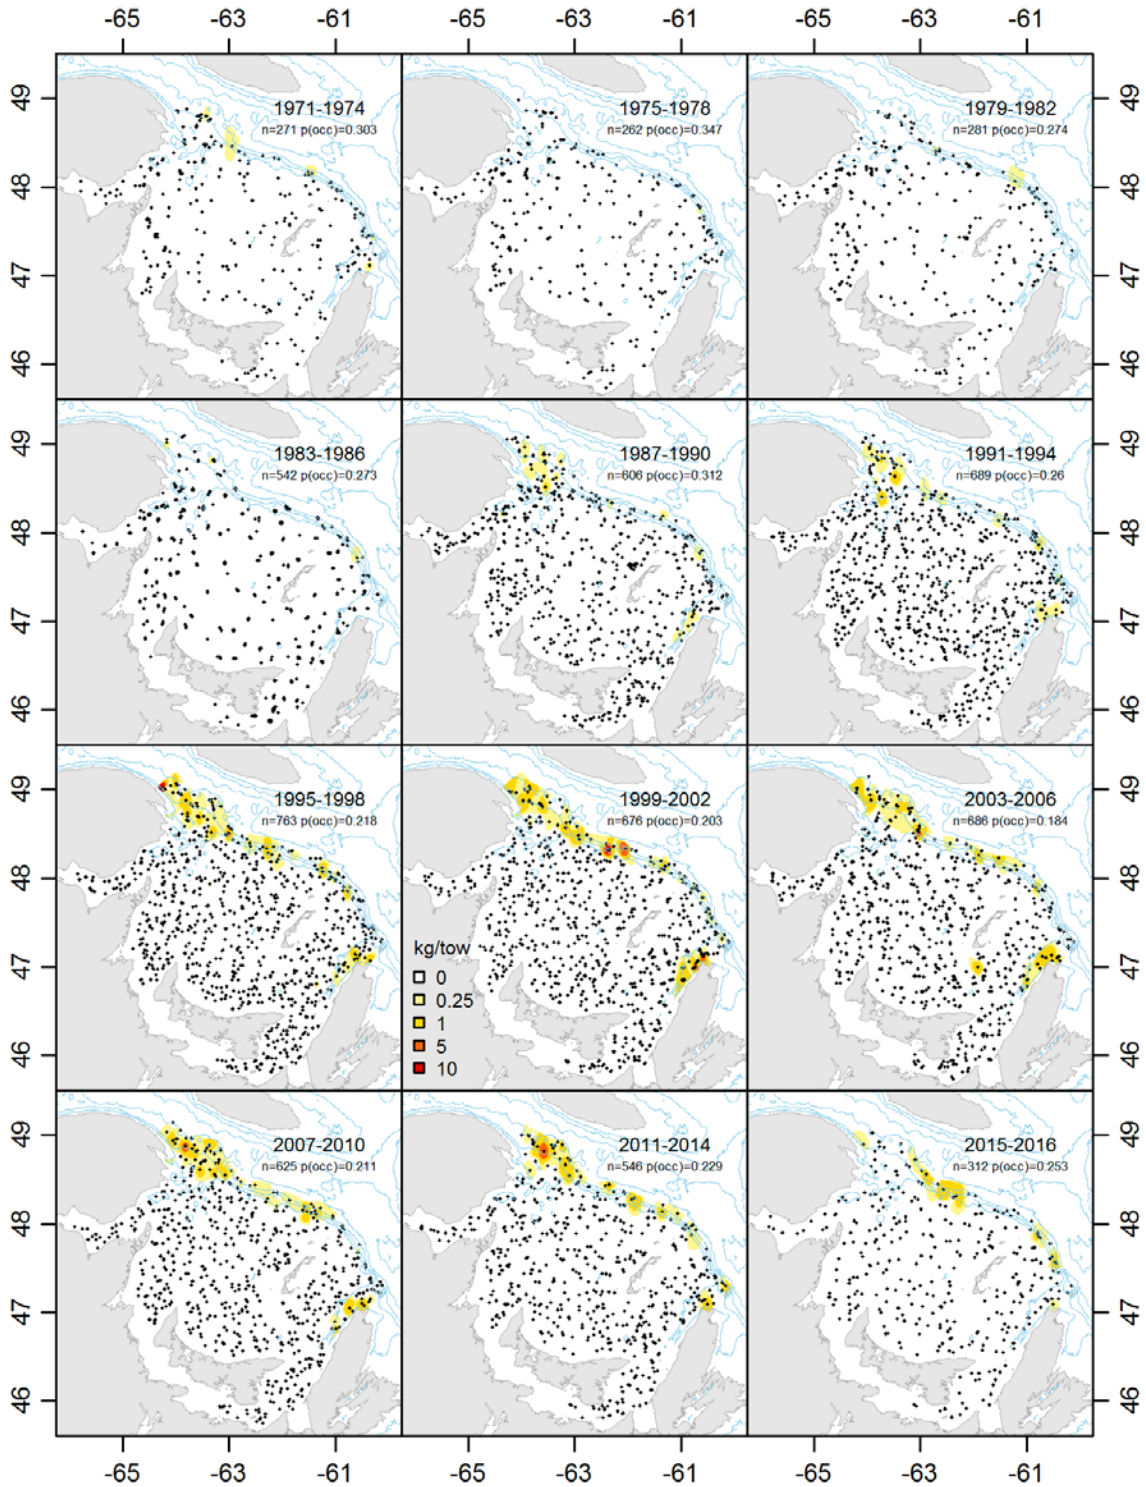 -65 -63 -61 -65 -63 -61 -65 -63 -61
49 1971-1974 1975-1978 1979-1982 49
n=271 p(occ)=0.303 n=262 p(occ)=0.347 n=281 p(occ)=0.274
48 48
47 47
46 46
49 1983-1986 1987-1990 1991-1994 49
n=542 p(occ)=0.273 n=606 p(occ)=0.312 n=689 p(occ)=0.26
48 48
47 47
46 46
49 1995-1998 1999-2002 2003-2006 49
n=763 p(occ)=0.218 n=676 p(occ)=0.203 n=686 p(occ)=0.184
48 48
kg/tow
47 0 47
0.25
1
46 5 46
10
49 2007-2010 2011-2014 2015-2016 49
n=625 p(occ)=0.211 n=546 p(occ)=0.229 n=312 p(occ)=0.253
48 48
47 47
46 46
-65 -63 -61 -65 -63 -61 -65 -63 -61